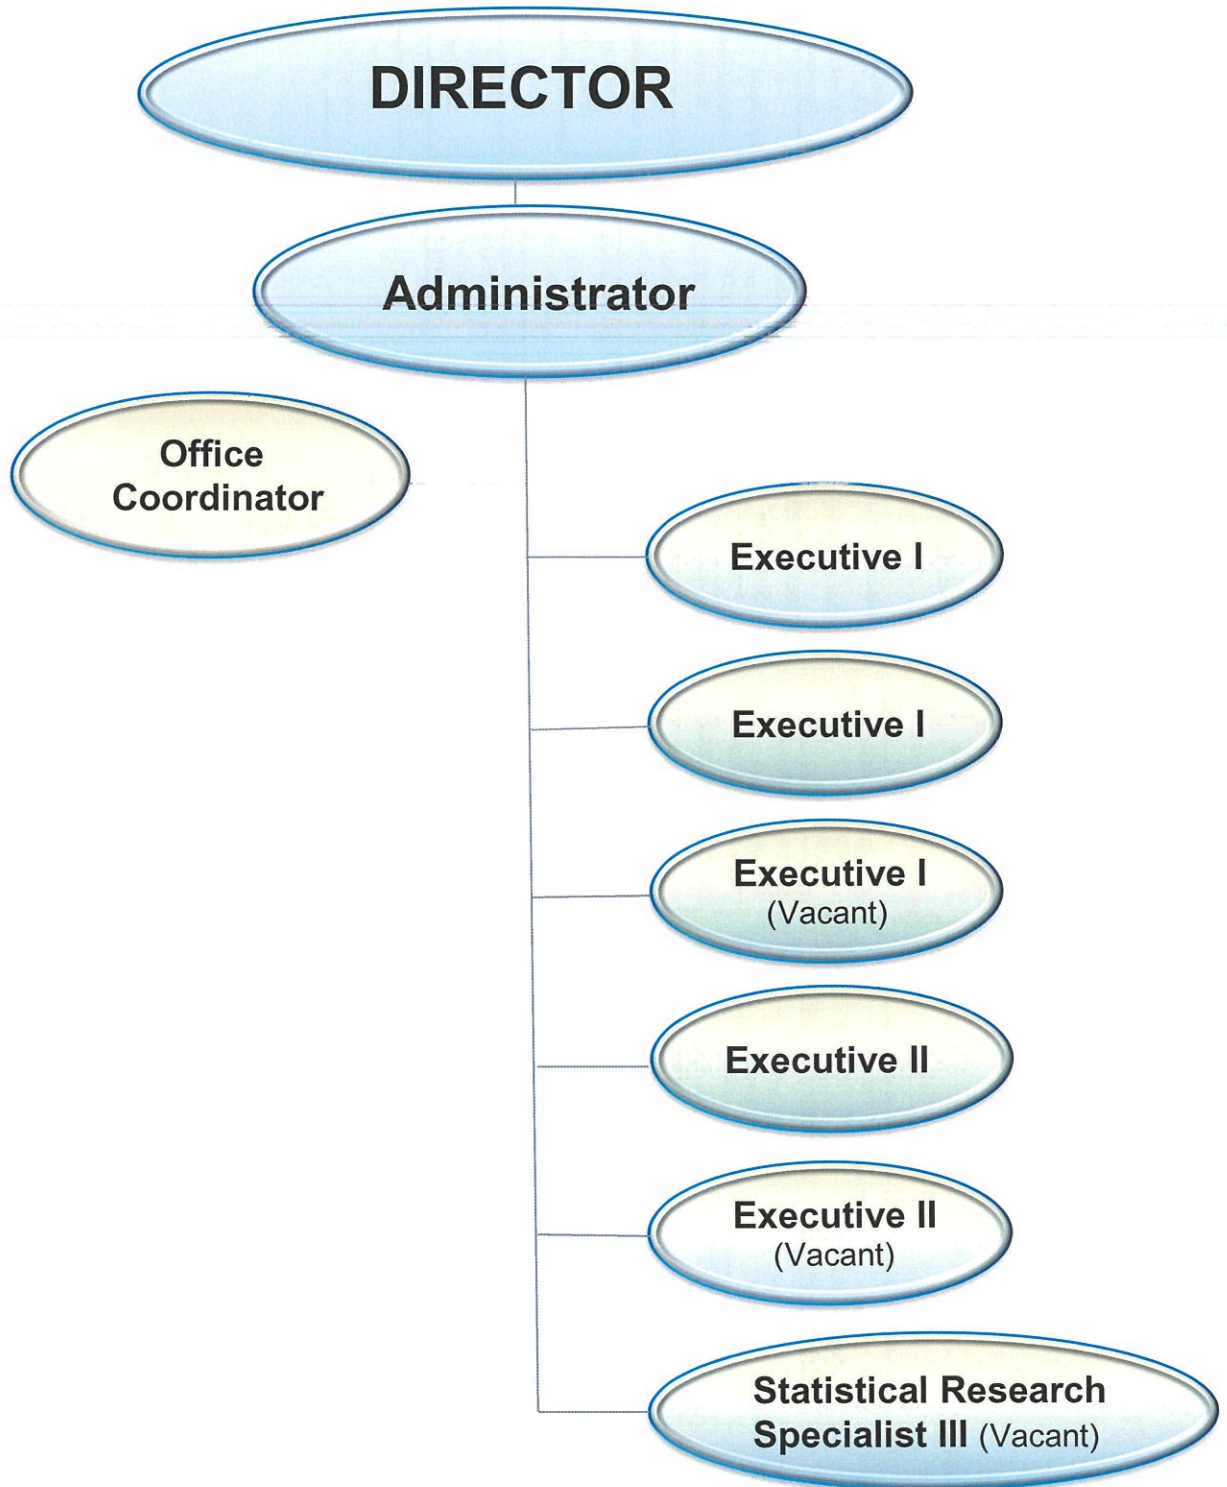 DIRECTOR
Administrator
Office
Coordinator
Executive I
Executive I
Executive I
(Vacant)
Executive II
Executive II
(Vacant)
Statistical Research
Specialist III (Vacant)